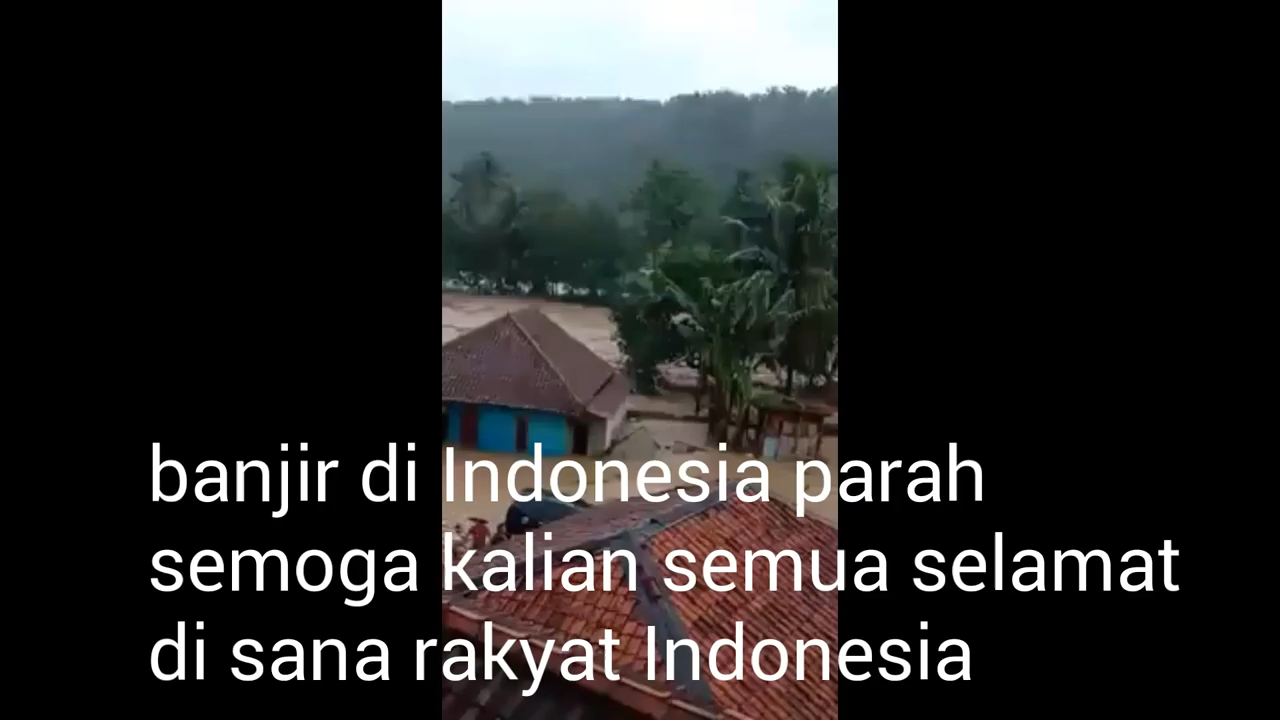 banjir di Indonesia parah
semoga kalian semua selamat
di sana rakyat Indonesia